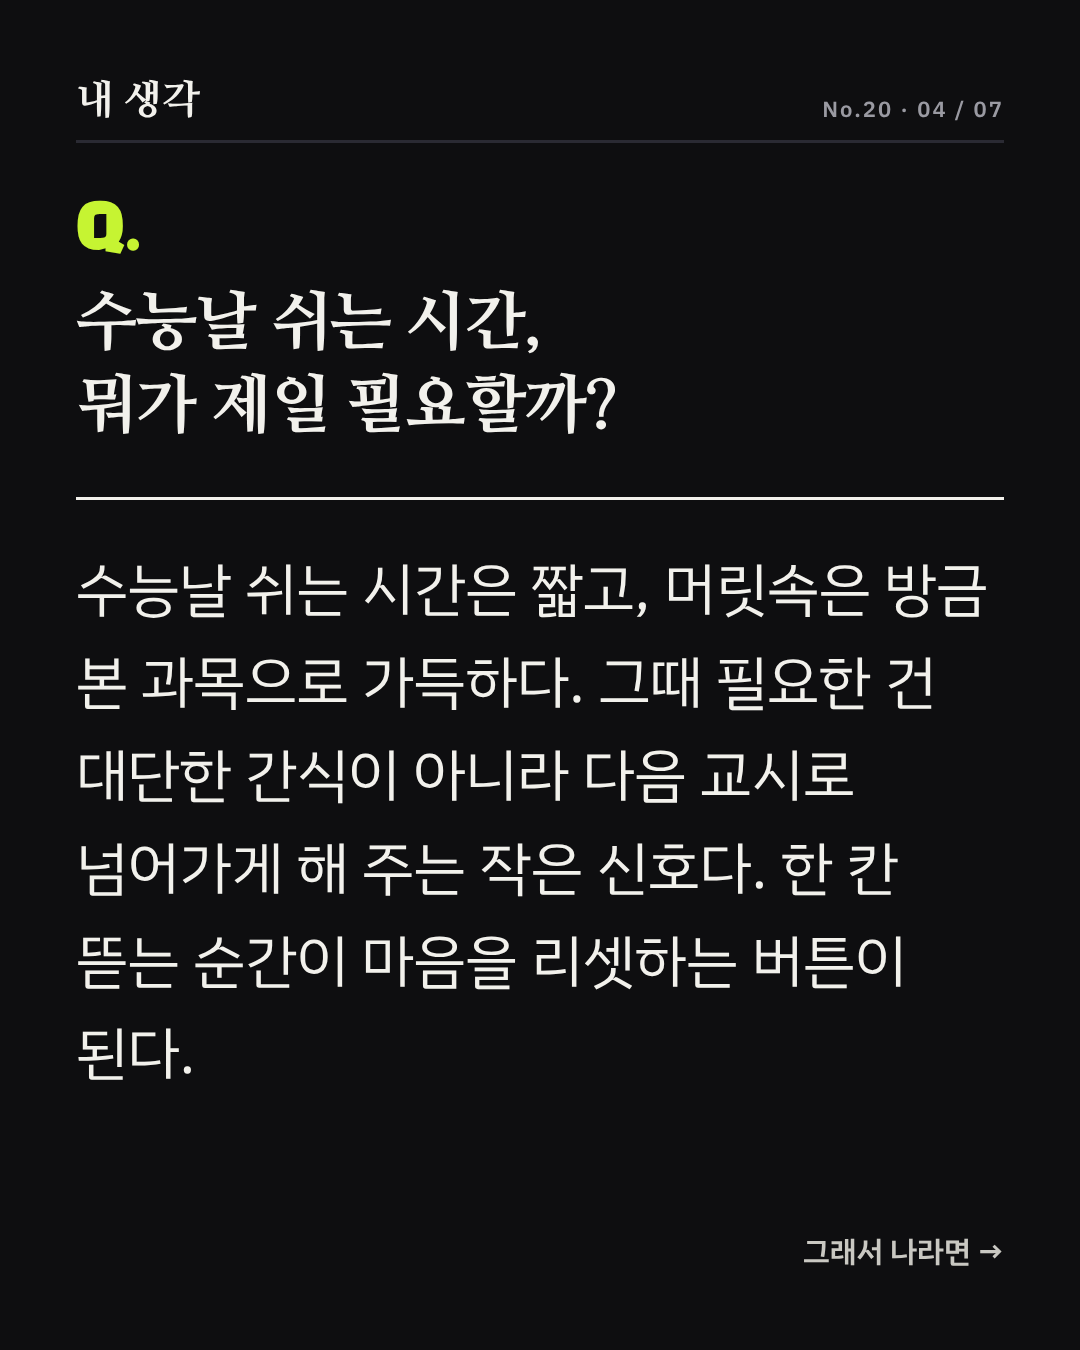 내 생각
No.20 · 04 / 07
Q.
수능날 쉬는 시간,
뭐가 제일 필요할까?
수능날 쉬는 시간은 짧고, 머릿속은 방금
본 과목으로 가득하다. 그때 필요한 건
대단한 간식이 아니라 다음 교시로
넘어가게 해 주는 작은 신호다. 한 칸
뜯는 순간이 마음을 리셋하는 버튼이
된다.
그래서 나라면 →